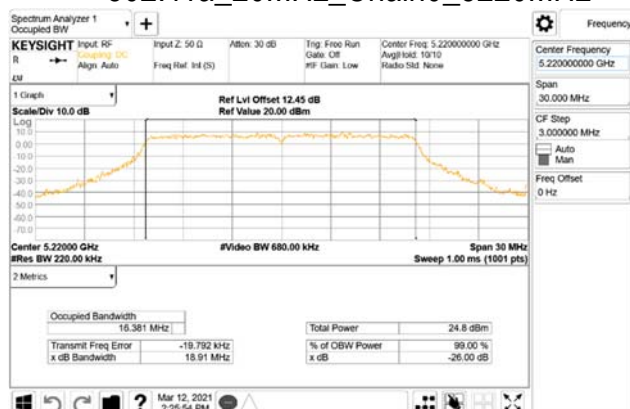 802.11a_20MHz_Chain0_5220MHz
Spectrum Analyzer 1
Occupied BW
+
Frequency
KEYSIGHT Input: RF
Coupling: DC
Align: Auto
Input Z: 50 Ω
Freq Ref: Int (S)
Atten: 30 dB
Trig: Free Run
Gate: Off
#IF Gain: Low
Center Freq: 5.220000000 GHz
Avg|Hold: 10/10
Radio Std: None
R
Center Frequency
5.220000000 GHz
Span
30.000 MHz
CF Step
3.000000 MHz
Auto
Man
Freq Offset
0 Hz
1 Graph
Scale/Div 10.0 dB
Ref Lvl Offset 12.45 dB
Ref Value 20.00 dBm
Log
10.0
0.00
-10.0
-20.0
-30.0
-40.0
-50.0
-60.0
-70.0
Center 5.22000 GHz
#Res BW 220.00 kHz
#Video BW 680.00 kHz
Span 30 MHz
Sweep 1.00 ms (1001 pts)
2 Metrics
Occupied Bandwidth
16.381 MHz
Transmit Freq Error -19.792 kHz
x dB Bandwidth 18.91 MHz
Total Power 24.8 dBm
% of OBW Power 99.00 %
x dB -26.00 dB
?
Mar 12, 2021
2:25:54 PM